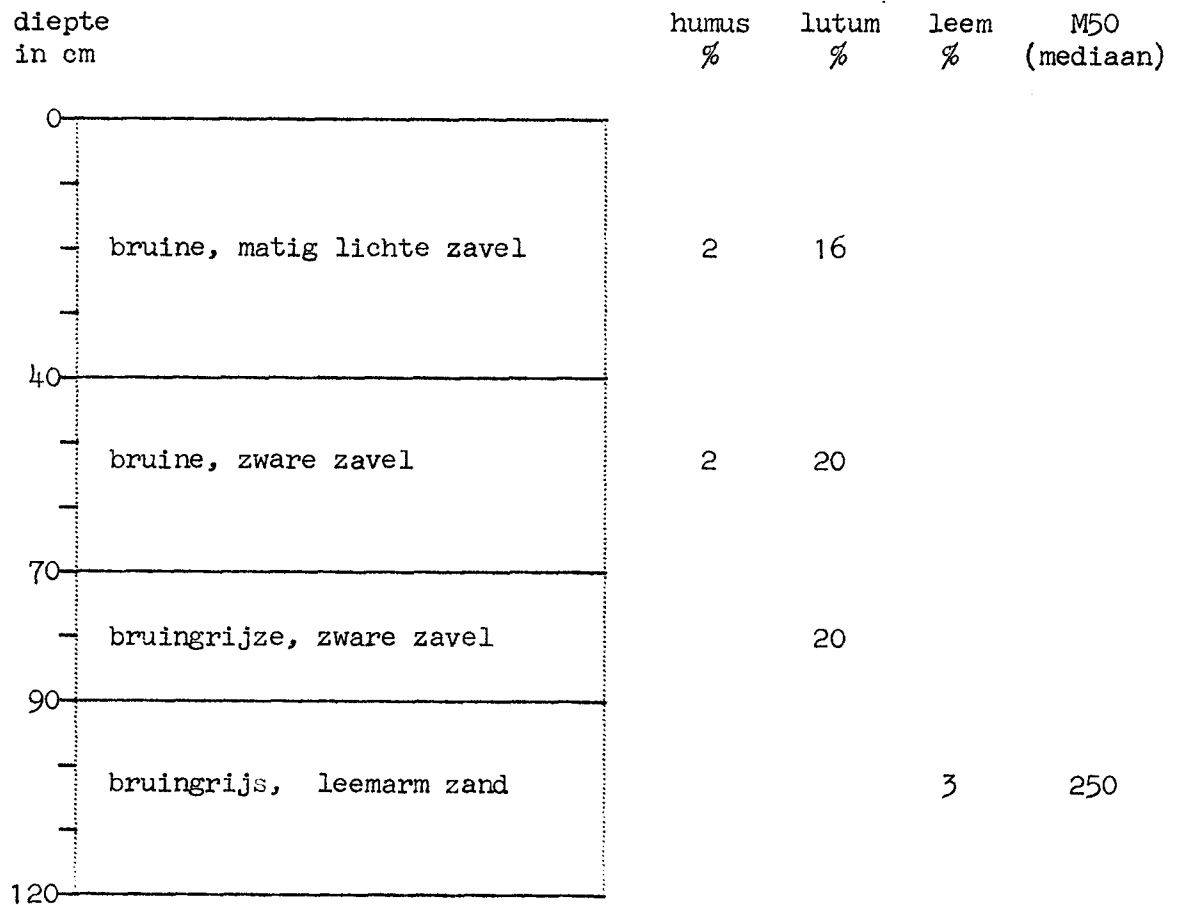 diepte humus lutum leem M50
in cm % % % (mediaan)
0
bruine, matig lichte zavel 2 16
40
bruine, zware zavel 2 20
70
bruingrijze, zware zavel 20
90
bruingrijs, leemarm zand 3 250
120